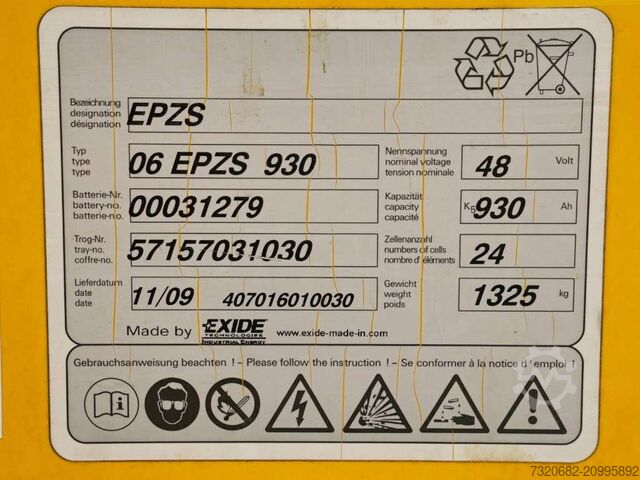 Pb
Bezeichnung
designation
désignation
EPZS
Typ
type
type
06 EPZS 930
Nennspannung
nominal voltage
tension nominale
48 Volt
Batterie-Nr.
battery-no.
batterie-no.
00031279
Kapazität
capacity
capacité
K5 930 Ah
Trog-Nr.
tray-no.
coffre-no.
57157031030
Zellenanzahl
numbers of cells
nombre d'éléments
24
Lieferdatum
date
date
11/09 407016010030
Gewicht
weight
poids
1325 kg
Made by EXIDE
TECHNOLOGIES
INDUSTRIAL ENERGY
www.exide-made-in.com
Gebrauchsanweisung beachten ! – Please follow the instruction ! – Se conformer à la notice d'emploi !
7320682-20995892